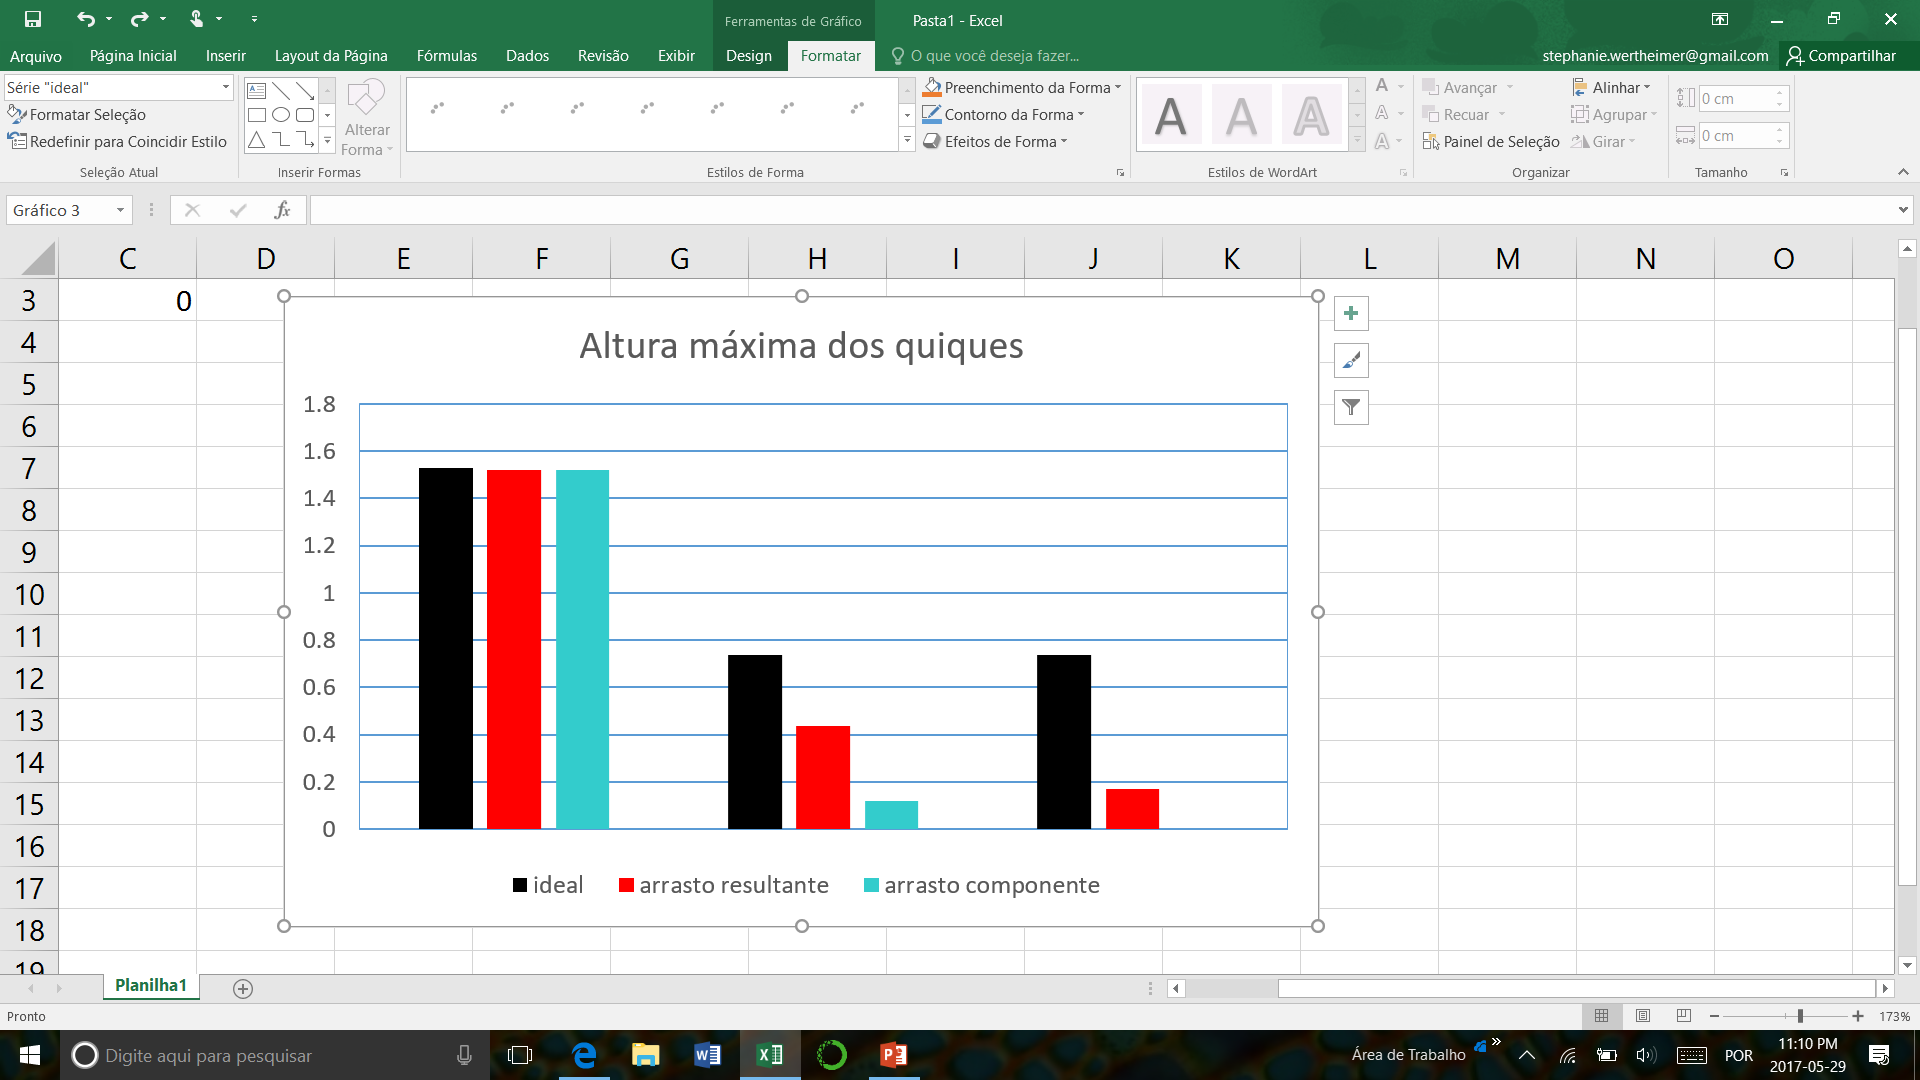 Ferramentas de Gráfico
Pasta1 - Excel
Arquivo Página Inicial Inserir Layout da Página Fórmulas Dados Revisão Exibir Design Formatar O que você deseja fazer... stephanie.wertheimer@gmail.com Compartilhar
Série "ideal"
Formatar Seleção
Redefinir para Coincidir Estilo
Seleção Atual
Alterar
Forma
Inserir Formas
Preenchimento da Forma
Contorno da Forma
Efeitos de Forma
Estilos de Forma
A A A
A
A
A
Estilos de WordArt
Avançar
Recuar
Painel de Seleção
Alinhar
Agrupar
Girar
Organizar
0 cm
0 cm
Tamanho
Gráfico 3
fx
C D E F G H I J K L M N O
3 0
4
5
6
7
8
9
10
11
12
13
14
15
16
17
18
19
Altura máxima dos quiques
1.8
1.6
1.4
1.2
1
0.8
0.6
0.4
0.2
0
ideal arrasto resultante arrasto componente
Planilha1
Pronto
173%
Digite aqui para pesquisar
Área de Trabalho
POR
11:10 PM
2017-05-29